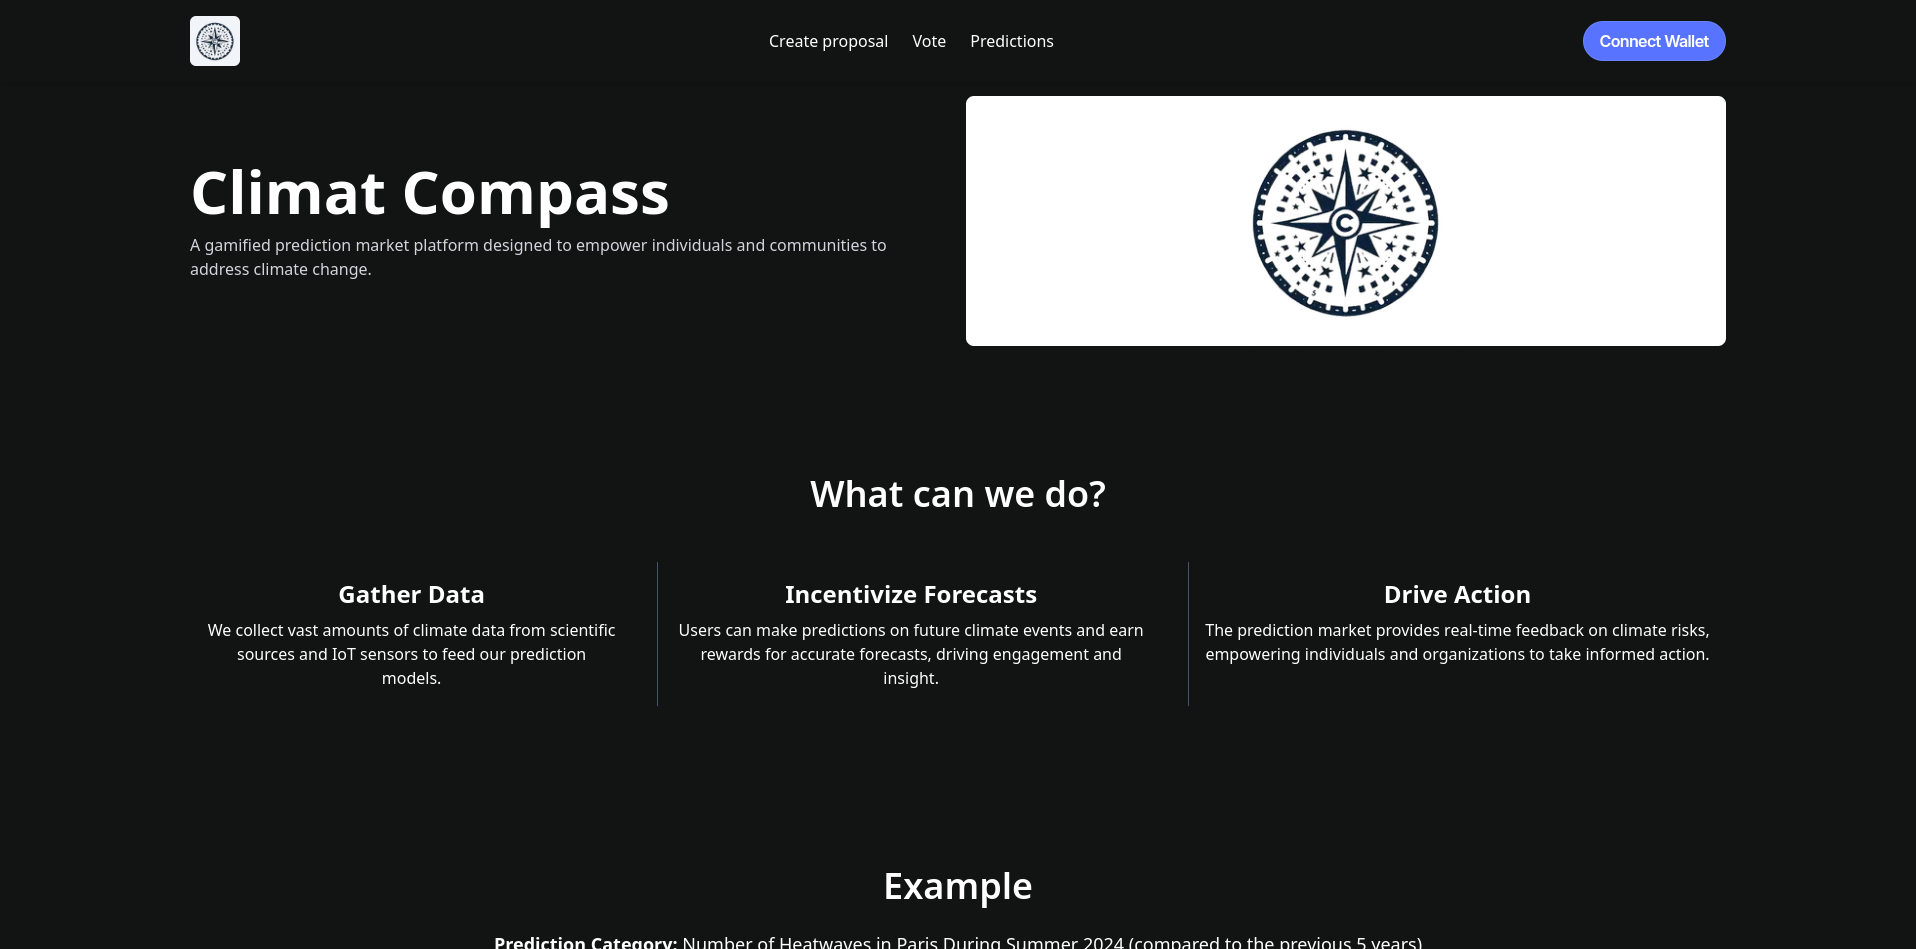 Create proposal Vote Predictions Connect Wallet
Climat Compass
A gamified prediction market platform designed to empower individuals and communities to
address climate change.
C
What can we do?
Gather Data
We collect vast amounts of climate data from scientific
sources and IoT sensors to feed our prediction
models.
Incentivize Forecasts
Users can make predictions on future climate events and earn
rewards for accurate forecasts, driving engagement and
insight.
Drive Action
The prediction market provides real-time feedback on climate risks,
empowering individuals and organizations to take informed action.
Example
Prediction Category: Number of Heatwaves in Paris During Summer 2024 (compared to the previous 5 years)